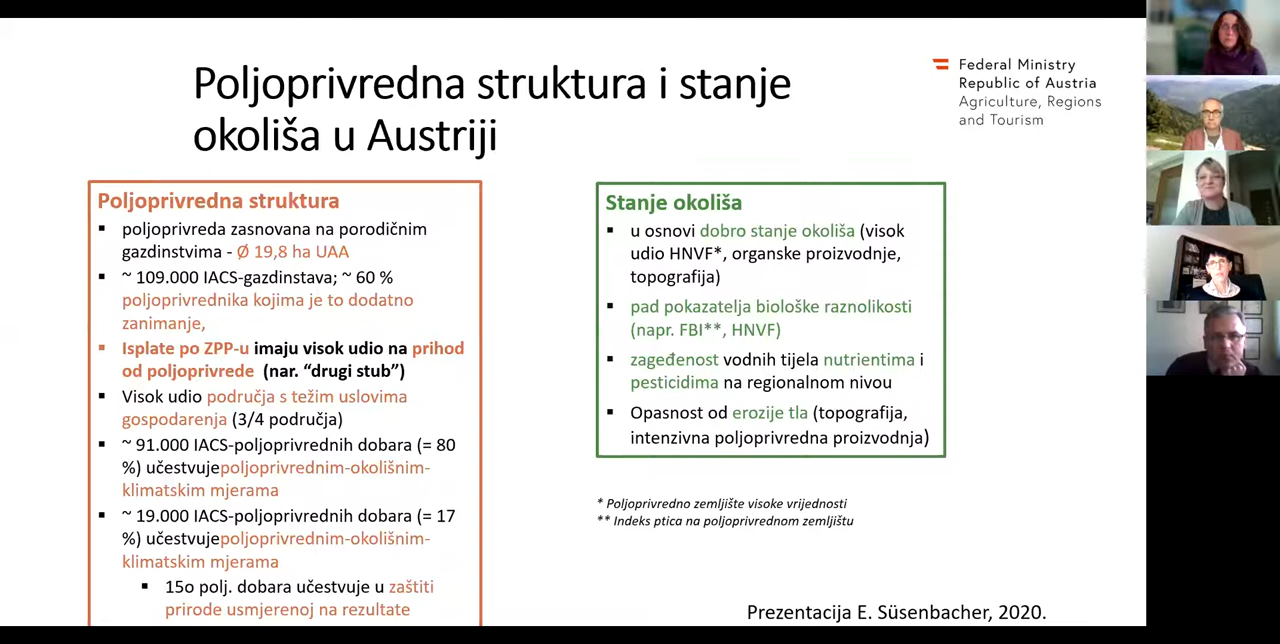 Poljoprivredna struktura i stanje
okoliša u Austriji
Federal Ministry
Republic of Austria
Agriculture, Regions
and Tourism
Poljoprivredna struktura
▪ poljoprivreda zasnovana na porodičnim
gazdinstvima - Ø 19,8 ha UAA
▪ ~ 109.000 IACS-gazdinstava; ~ 60 %
poljoprivrednika kojima je to dodatno
zanimanje,
▪ Isplate po ZPP-u imaju visok udio na prihod
od poljoprivrede (nar. “drugi stub”)
▪ Visok udio područja s težim uslovima
gospodarenja (3/4 područja)
▪ ~ 91.000 IACS-poljoprivrednih dobara (= 80
%) učestvujepoljoprivrednim-okolišnim-
klimatskim mjerama
▪ ~ 19.000 IACS-poljoprivrednih dobara (= 17
%) učestvujepoljoprivrednim-okolišnim-
klimatskim mjerama
▪ 15o polj. dobara učestvuje u zaštiti
prirode usmjerenoj na rezultate
Stanje okoliša
▪ u osnovi dobro stanje okoliša (visok
udio HNVF*, organske proizvodnje,
topografija)
▪ pad pokazatelja biološke raznolikosti
(napr. FBI**, HNVF)
▪ zageđenost vodnih tijela nutrientima i
pesticidima na regionalnom nivou
▪ Opasnost od erozije tla (topografija,
intenzivna poljoprivredna proizvodnja)
* Poljoprivredno zemljište visoke vrijednosti
** Indeks ptica na poljoprivrednom zemljištu
Prezentacija E. Süsenbacher, 2020.